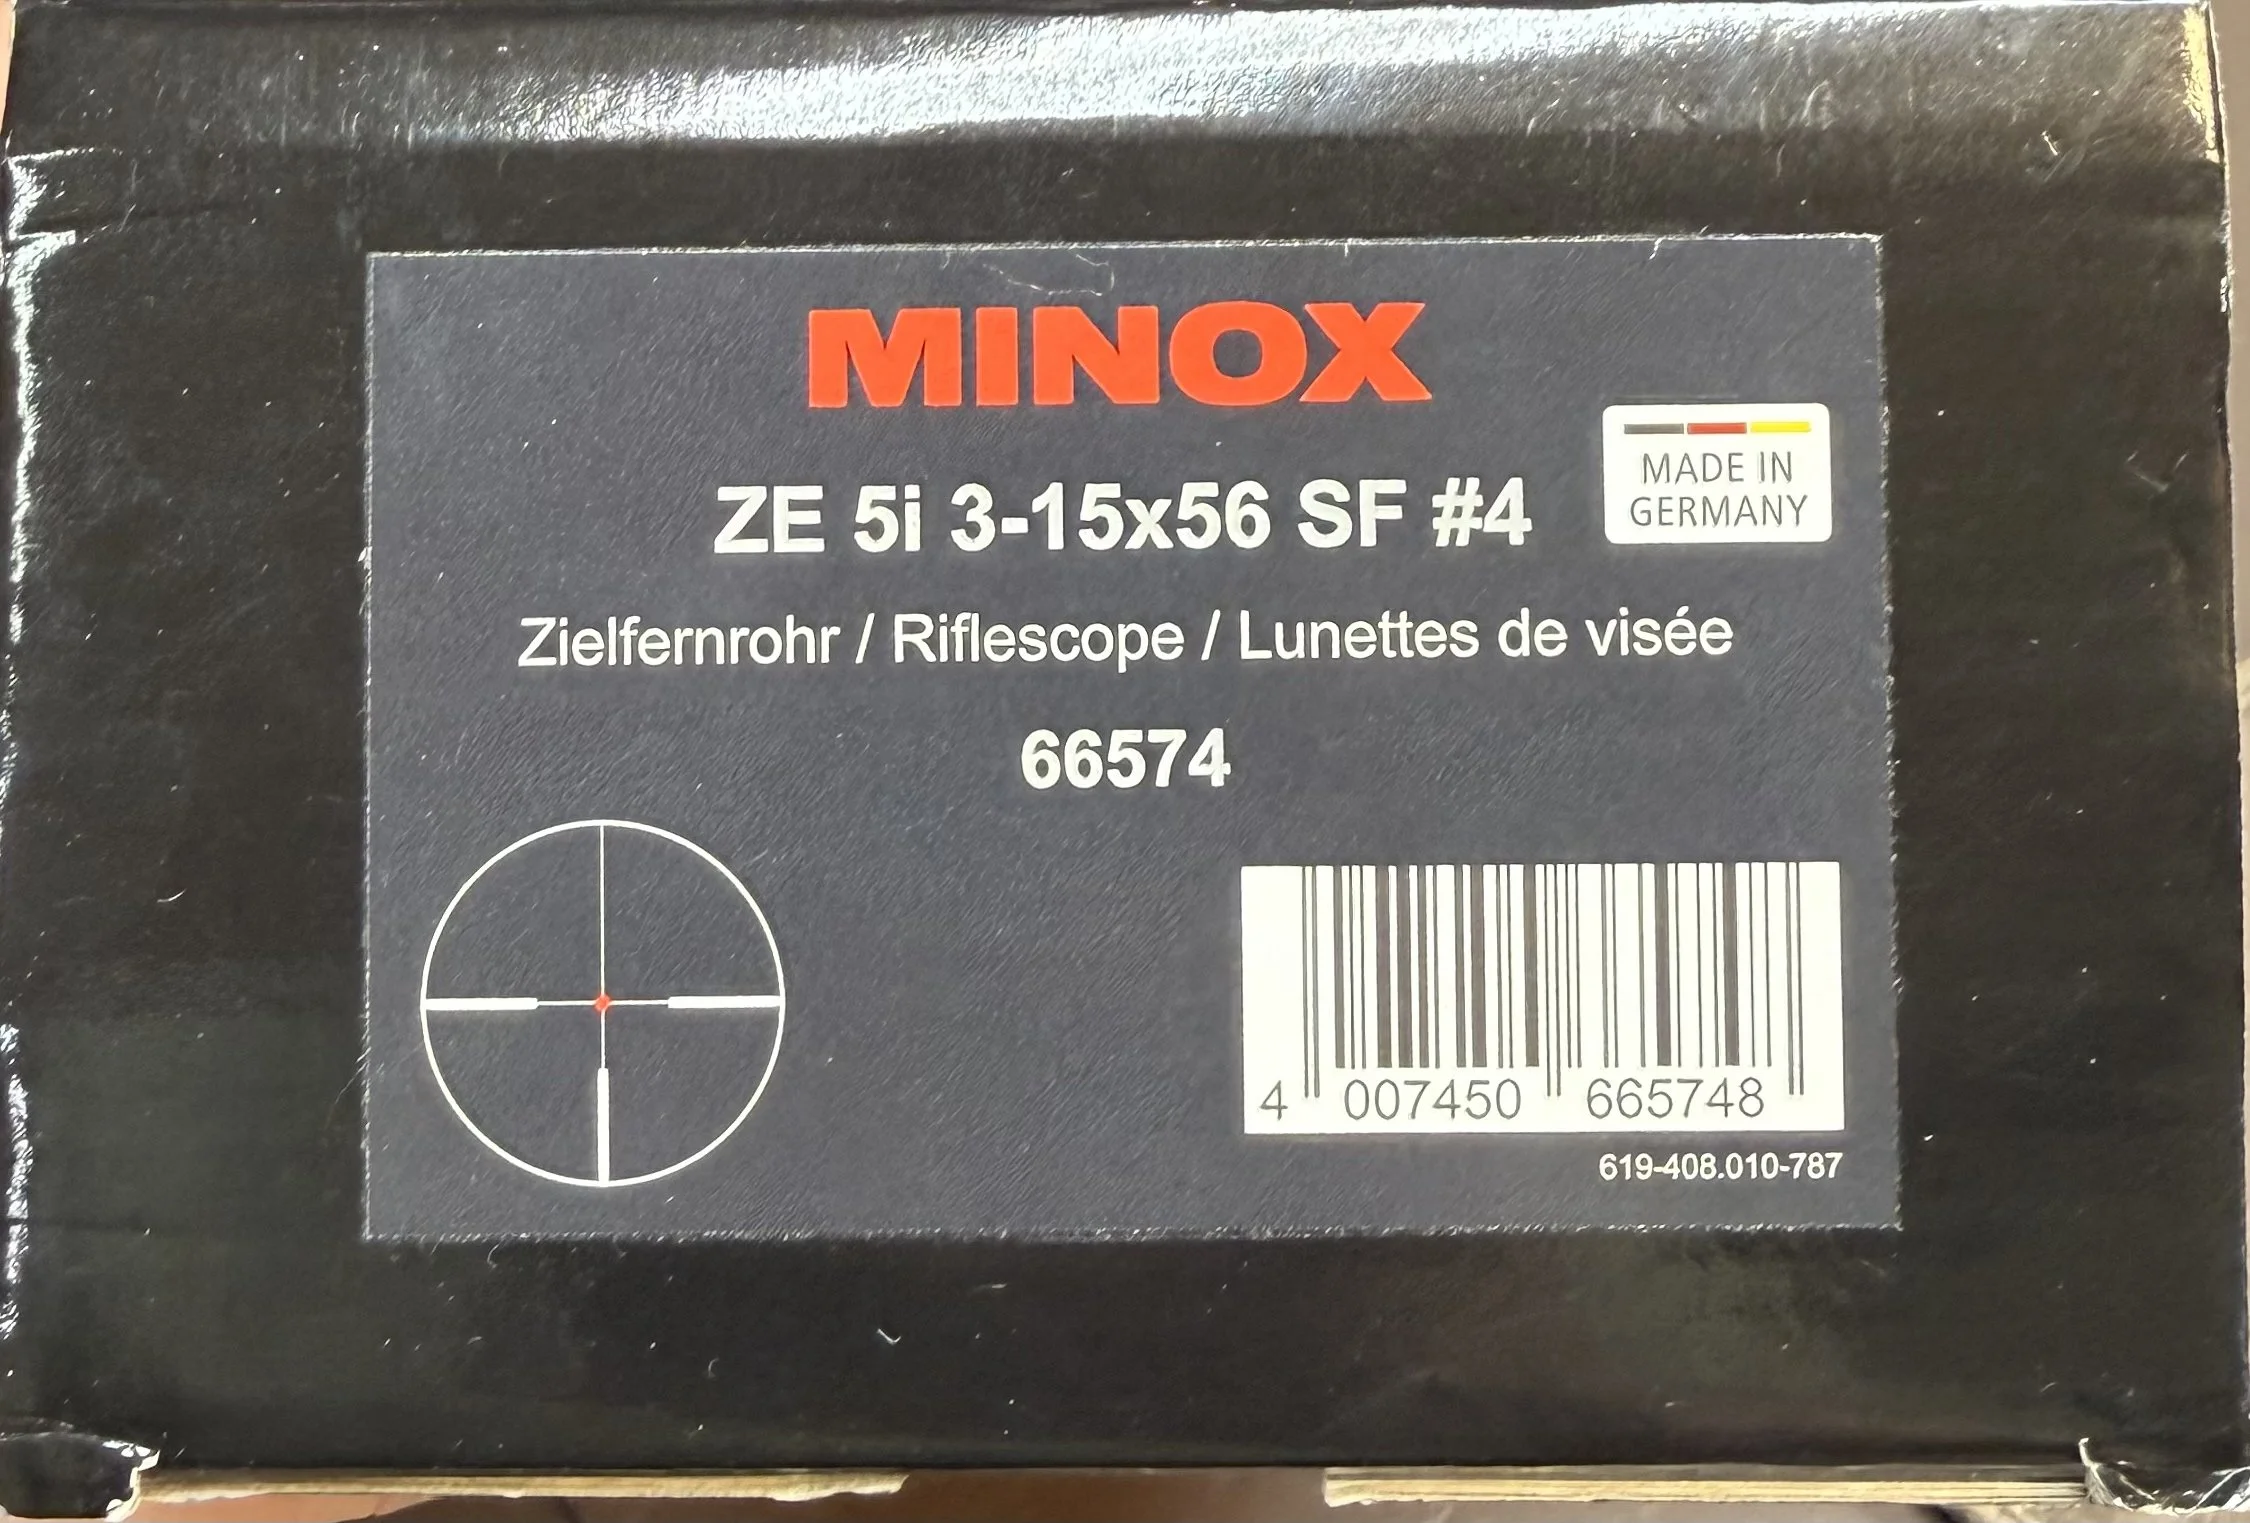 MINOX
MADE IN
GERMANY
ZE 5i 3-15x56 SF #4
Zielfernrohr / Riflescope / Lunettes de visée
66574
4 007450 665748
619-408.010-787